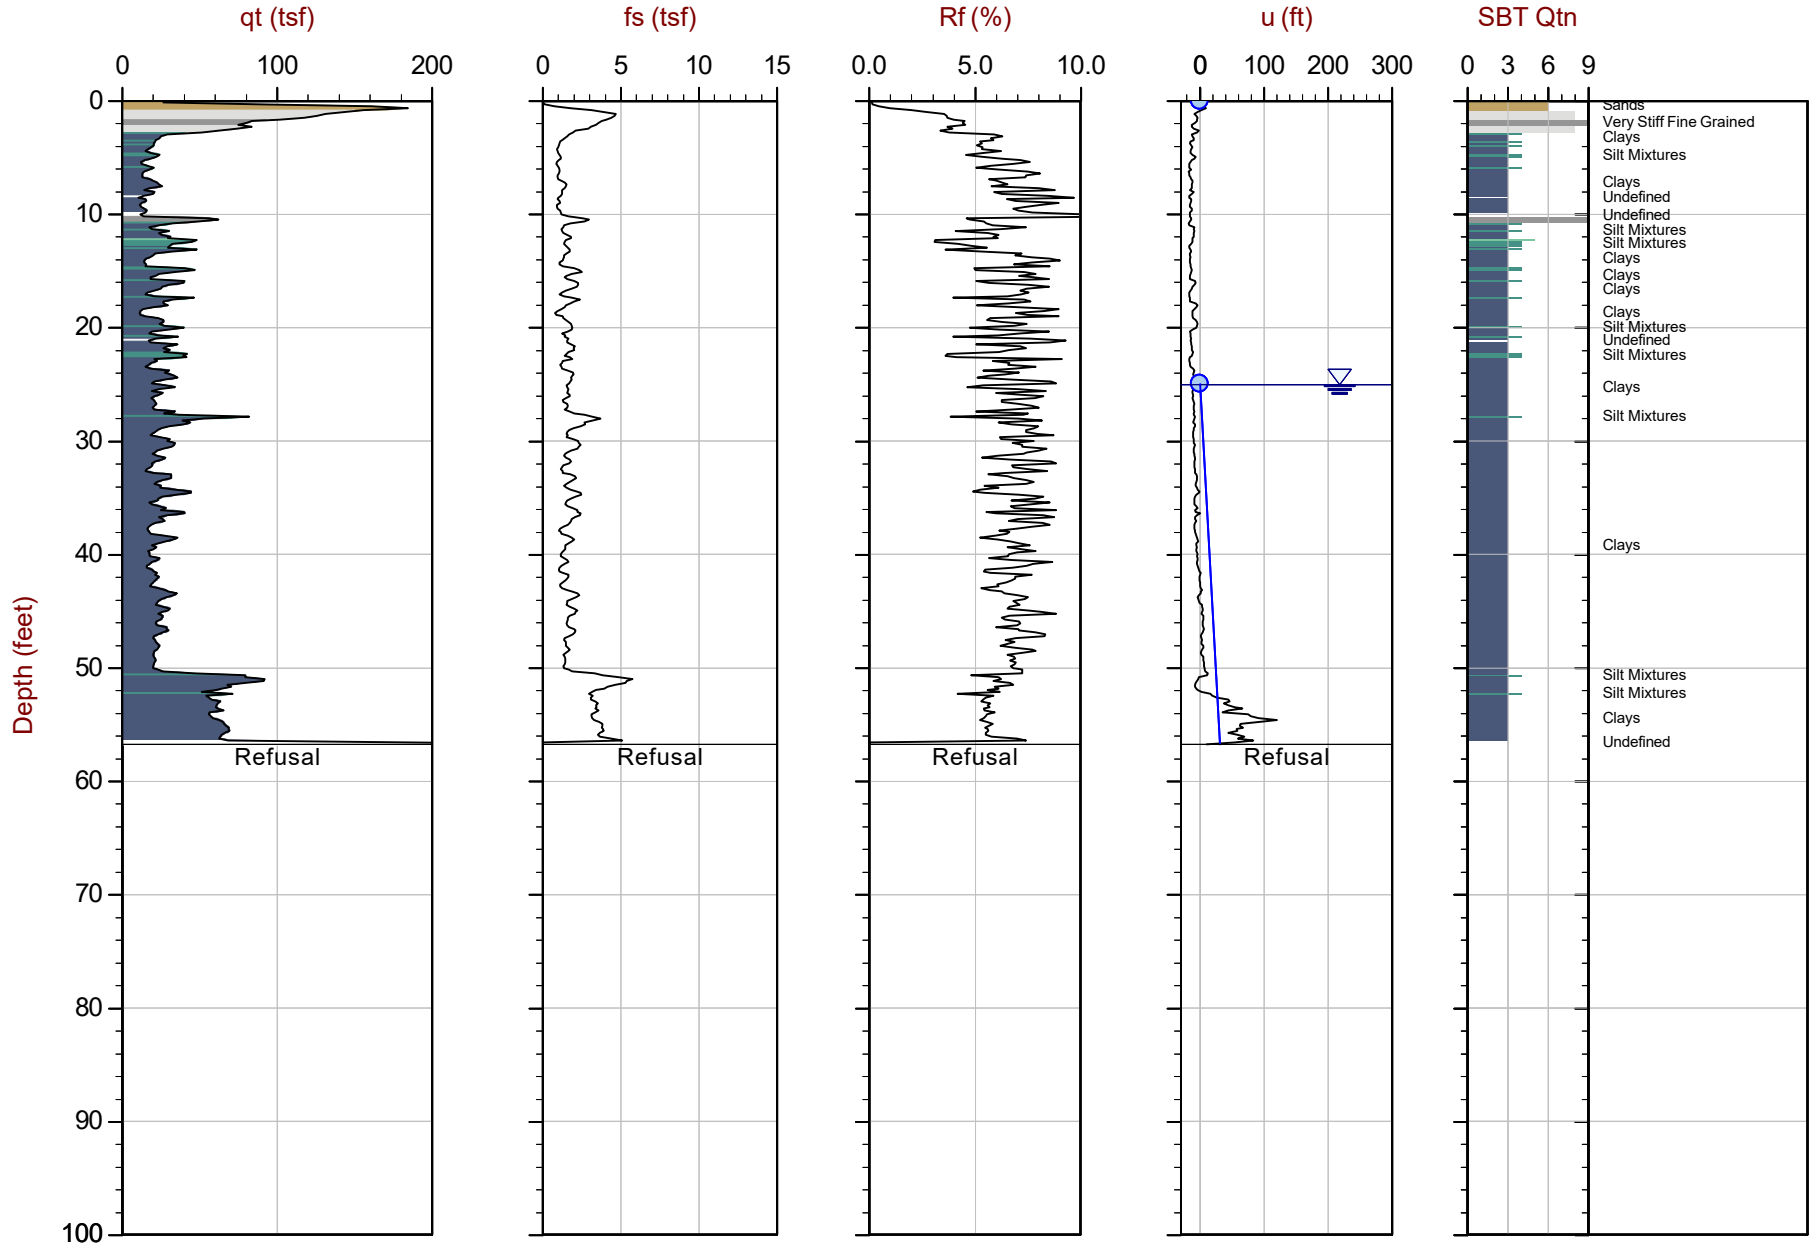 qt (tsf) fs (tsf) Rf (%) u (ft) SBT Qtn
0 100 200 0 5 10 15 0.0 5.0 10.0 0 100 200 300 0 3 6 9
0
Sands
Very Stiff Fine Grained
Clays
Silt Mixtures
Clays
Undefined
10
Undefined
Silt Mixtures
Silt Mixtures
Clays
Clays
Clays
Clays
20
Silt Mixtures
Undefined
Silt Mixtures
Clays
Silt Mixtures
30
Clays
40
50
Silt Mixtures
Silt Mixtures
Clays
Undefined
Refusal Refusal Refusal Refusal
60
70
80
90
100
Depth (feet)